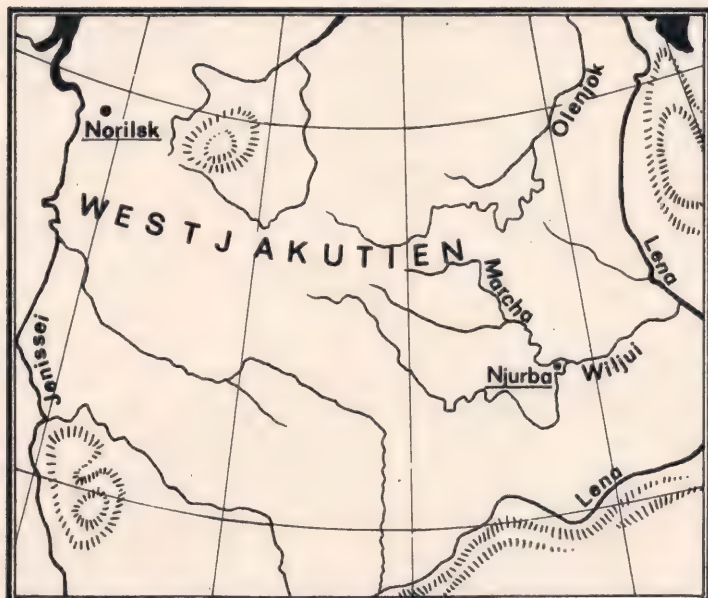 Norilsk
Olenjok
WESTJAKUTIEN
Lena
Marcha
Jenissei
Njurba
Wiljui
Lena